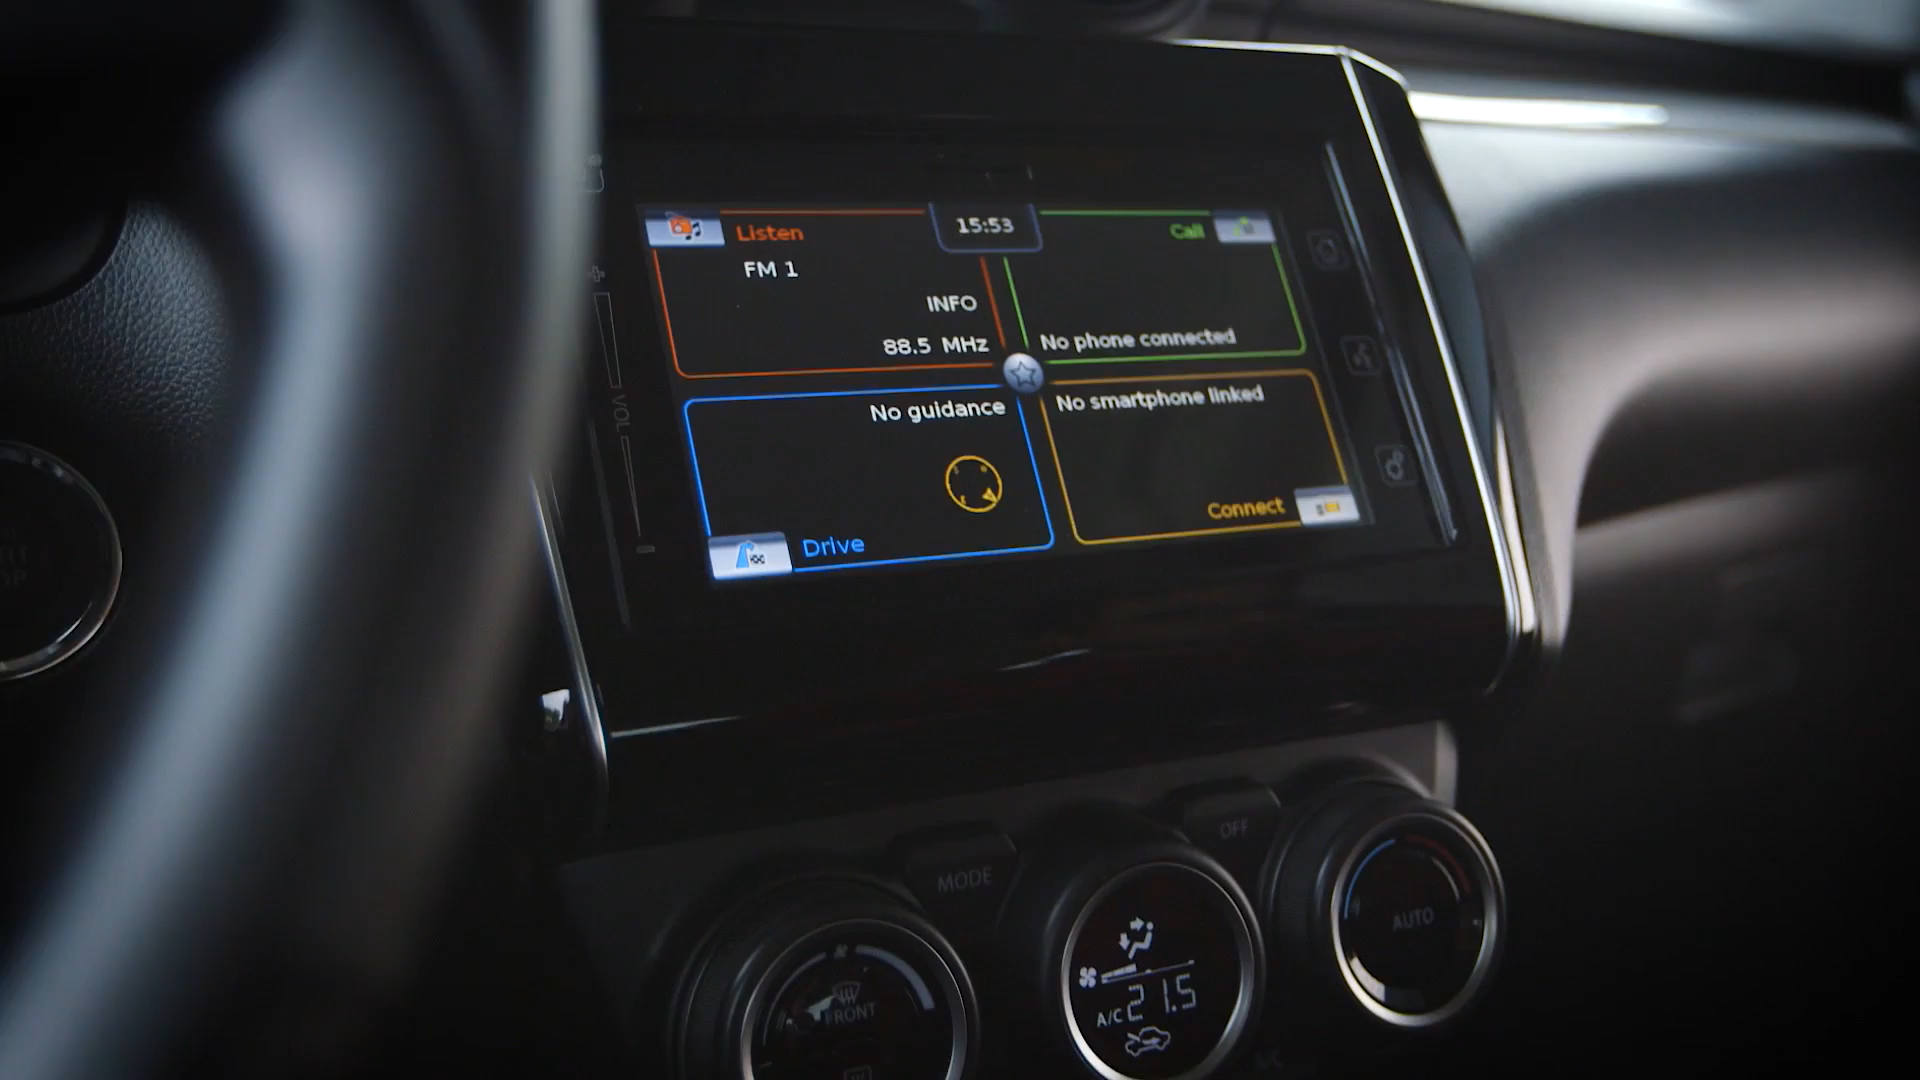 Listen
15:53
Call
FM 1
INFO
88.5 MHz
No phone connected
No guidance
No smartphone linked
Drive
Connect
VOL
MODE
OFF
FRONT
A/C 21.5
AUTO